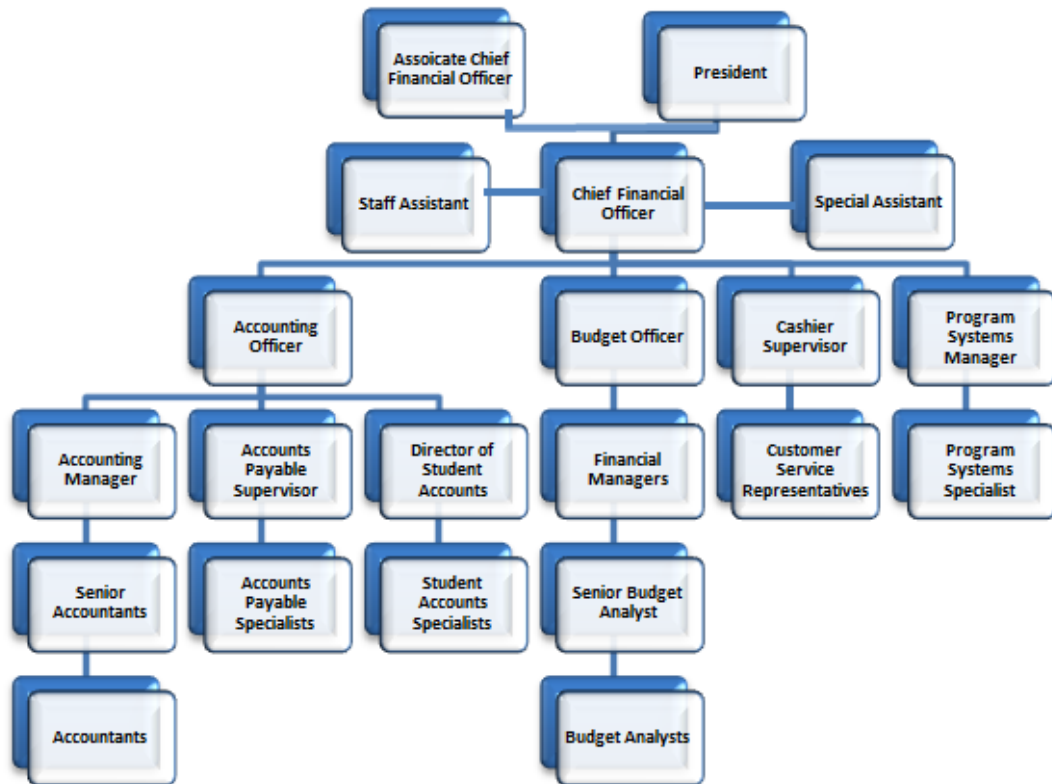 Assoicate Chief
Financial Officer
President
Staff Assistant
Chief Financial
Officer
Special Assistant
Accounting
Officer
Budget Officer
Cashier
Supervisor
Program
Systems
Manager
Accounting
Manager
Accounts
Payable
Supervisor
Director of
Student
Accounts
Financial
Managers
Customer
Service
Representatives
Program
Systems
Specialist
Senior
Accountants
Accounts
Payable
Specialists
Student
Accounts
Specialists
Senior Budget
Analyst
Accountants
Budget Analysts